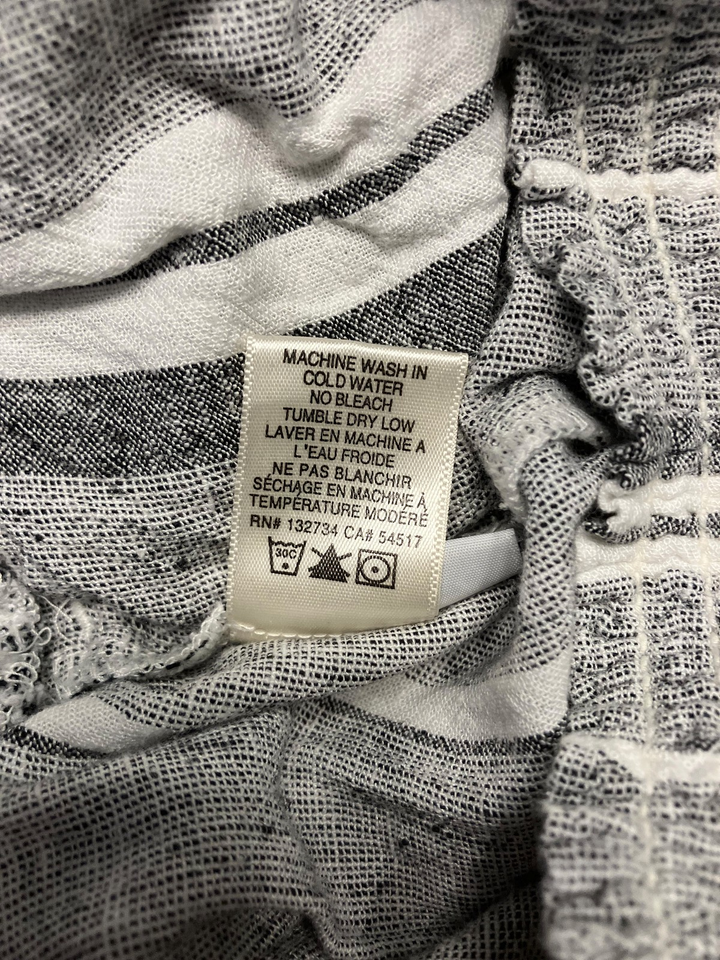 MACHINE WASH IN
COLD WATER
NO BLEACH
TUMBLE DRY LOW
LAVER EN MACHINE A
L'EAU FROIDE
NE PAS BLANCHIR
SÉCHAGE EN MACHINE À
TEMPÉRATURE MODÉRÉ
RN# 132734 CA# 54517
30C